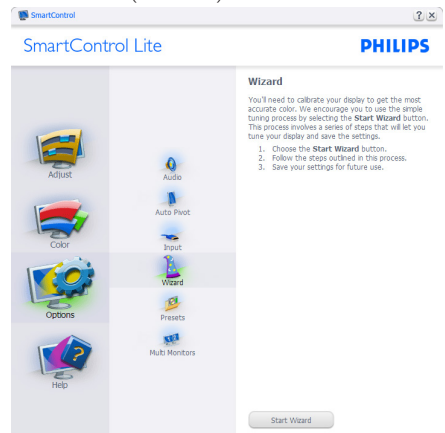 SmartControl
? ×
SmartControl Lite
PHILIPS
Wizard
You'll need to calibrate your display to get the most
accurate color. We encourage you to use the simple
tuning process by selecting the Start Wizard button.
This process involves a series of steps that will let you
tune your display and save the settings.
1. Choose the Start Wizard button.
2. Follow the steps outlined in this process.
3. Save your settings for future use.
Adjust
Color
Options
Help
Audio
Auto Pivot
Input
Wizard
Presets
Multi Monitors
Start Wizard